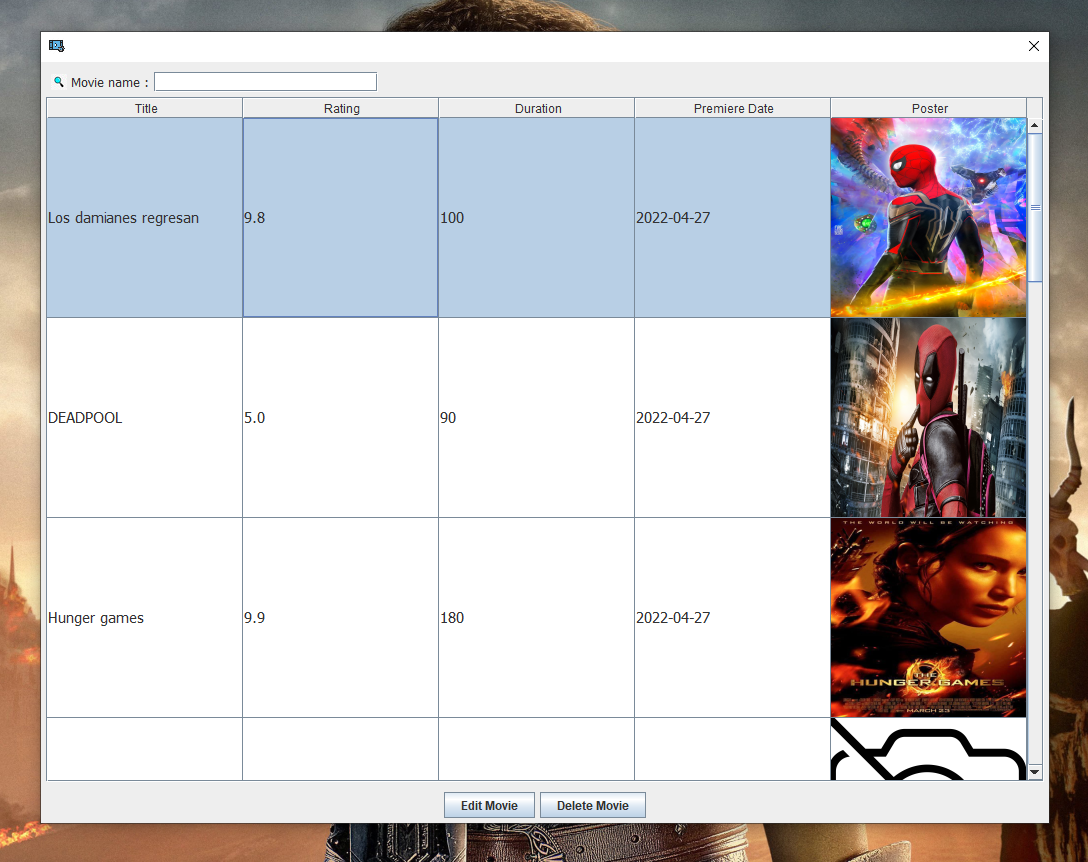 Movie name :
Title Rating Duration Premiere Date Poster
Los damianes regresan 9.8 100 2022-04-27
DEADPOOL 5.0 90 2022-04-27
THE WORLD WILL BE WATCHING
Hunger games 9.9 180 2022-04-27
THE
HUNGER GAMES
MARCH 23
Edit Movie Delete Movie